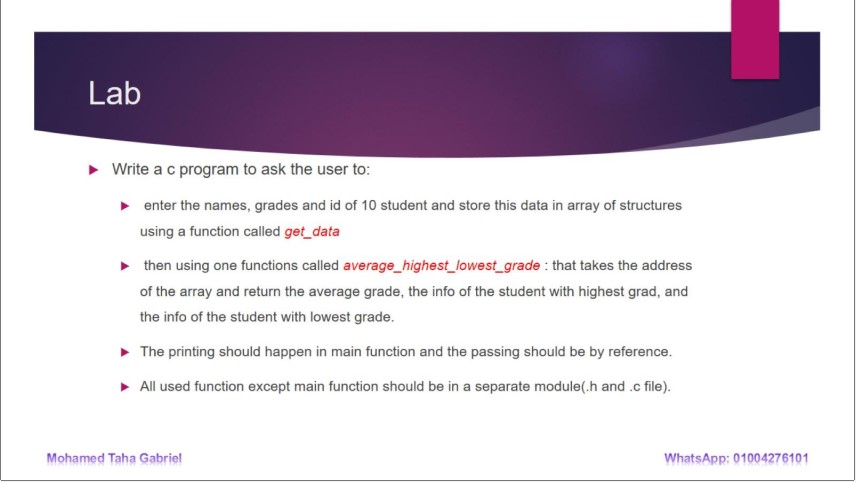 Lab
Write a c program to ask the user to:
enter the names, grades and id of 10 student and store this data in array of structures
using a function called get_data
then using one functions called average_highest_lowest_grade : that takes the address
of the array and return the average grade, the info of the student with highest grad, and
the info of the student with lowest grade.
The printing should happen in main function and the passing should be by reference.
All used function except main function should be in a separate module(.h and .c file).
Mohamed Taha Gabriel
WhatsApp: 01004276101